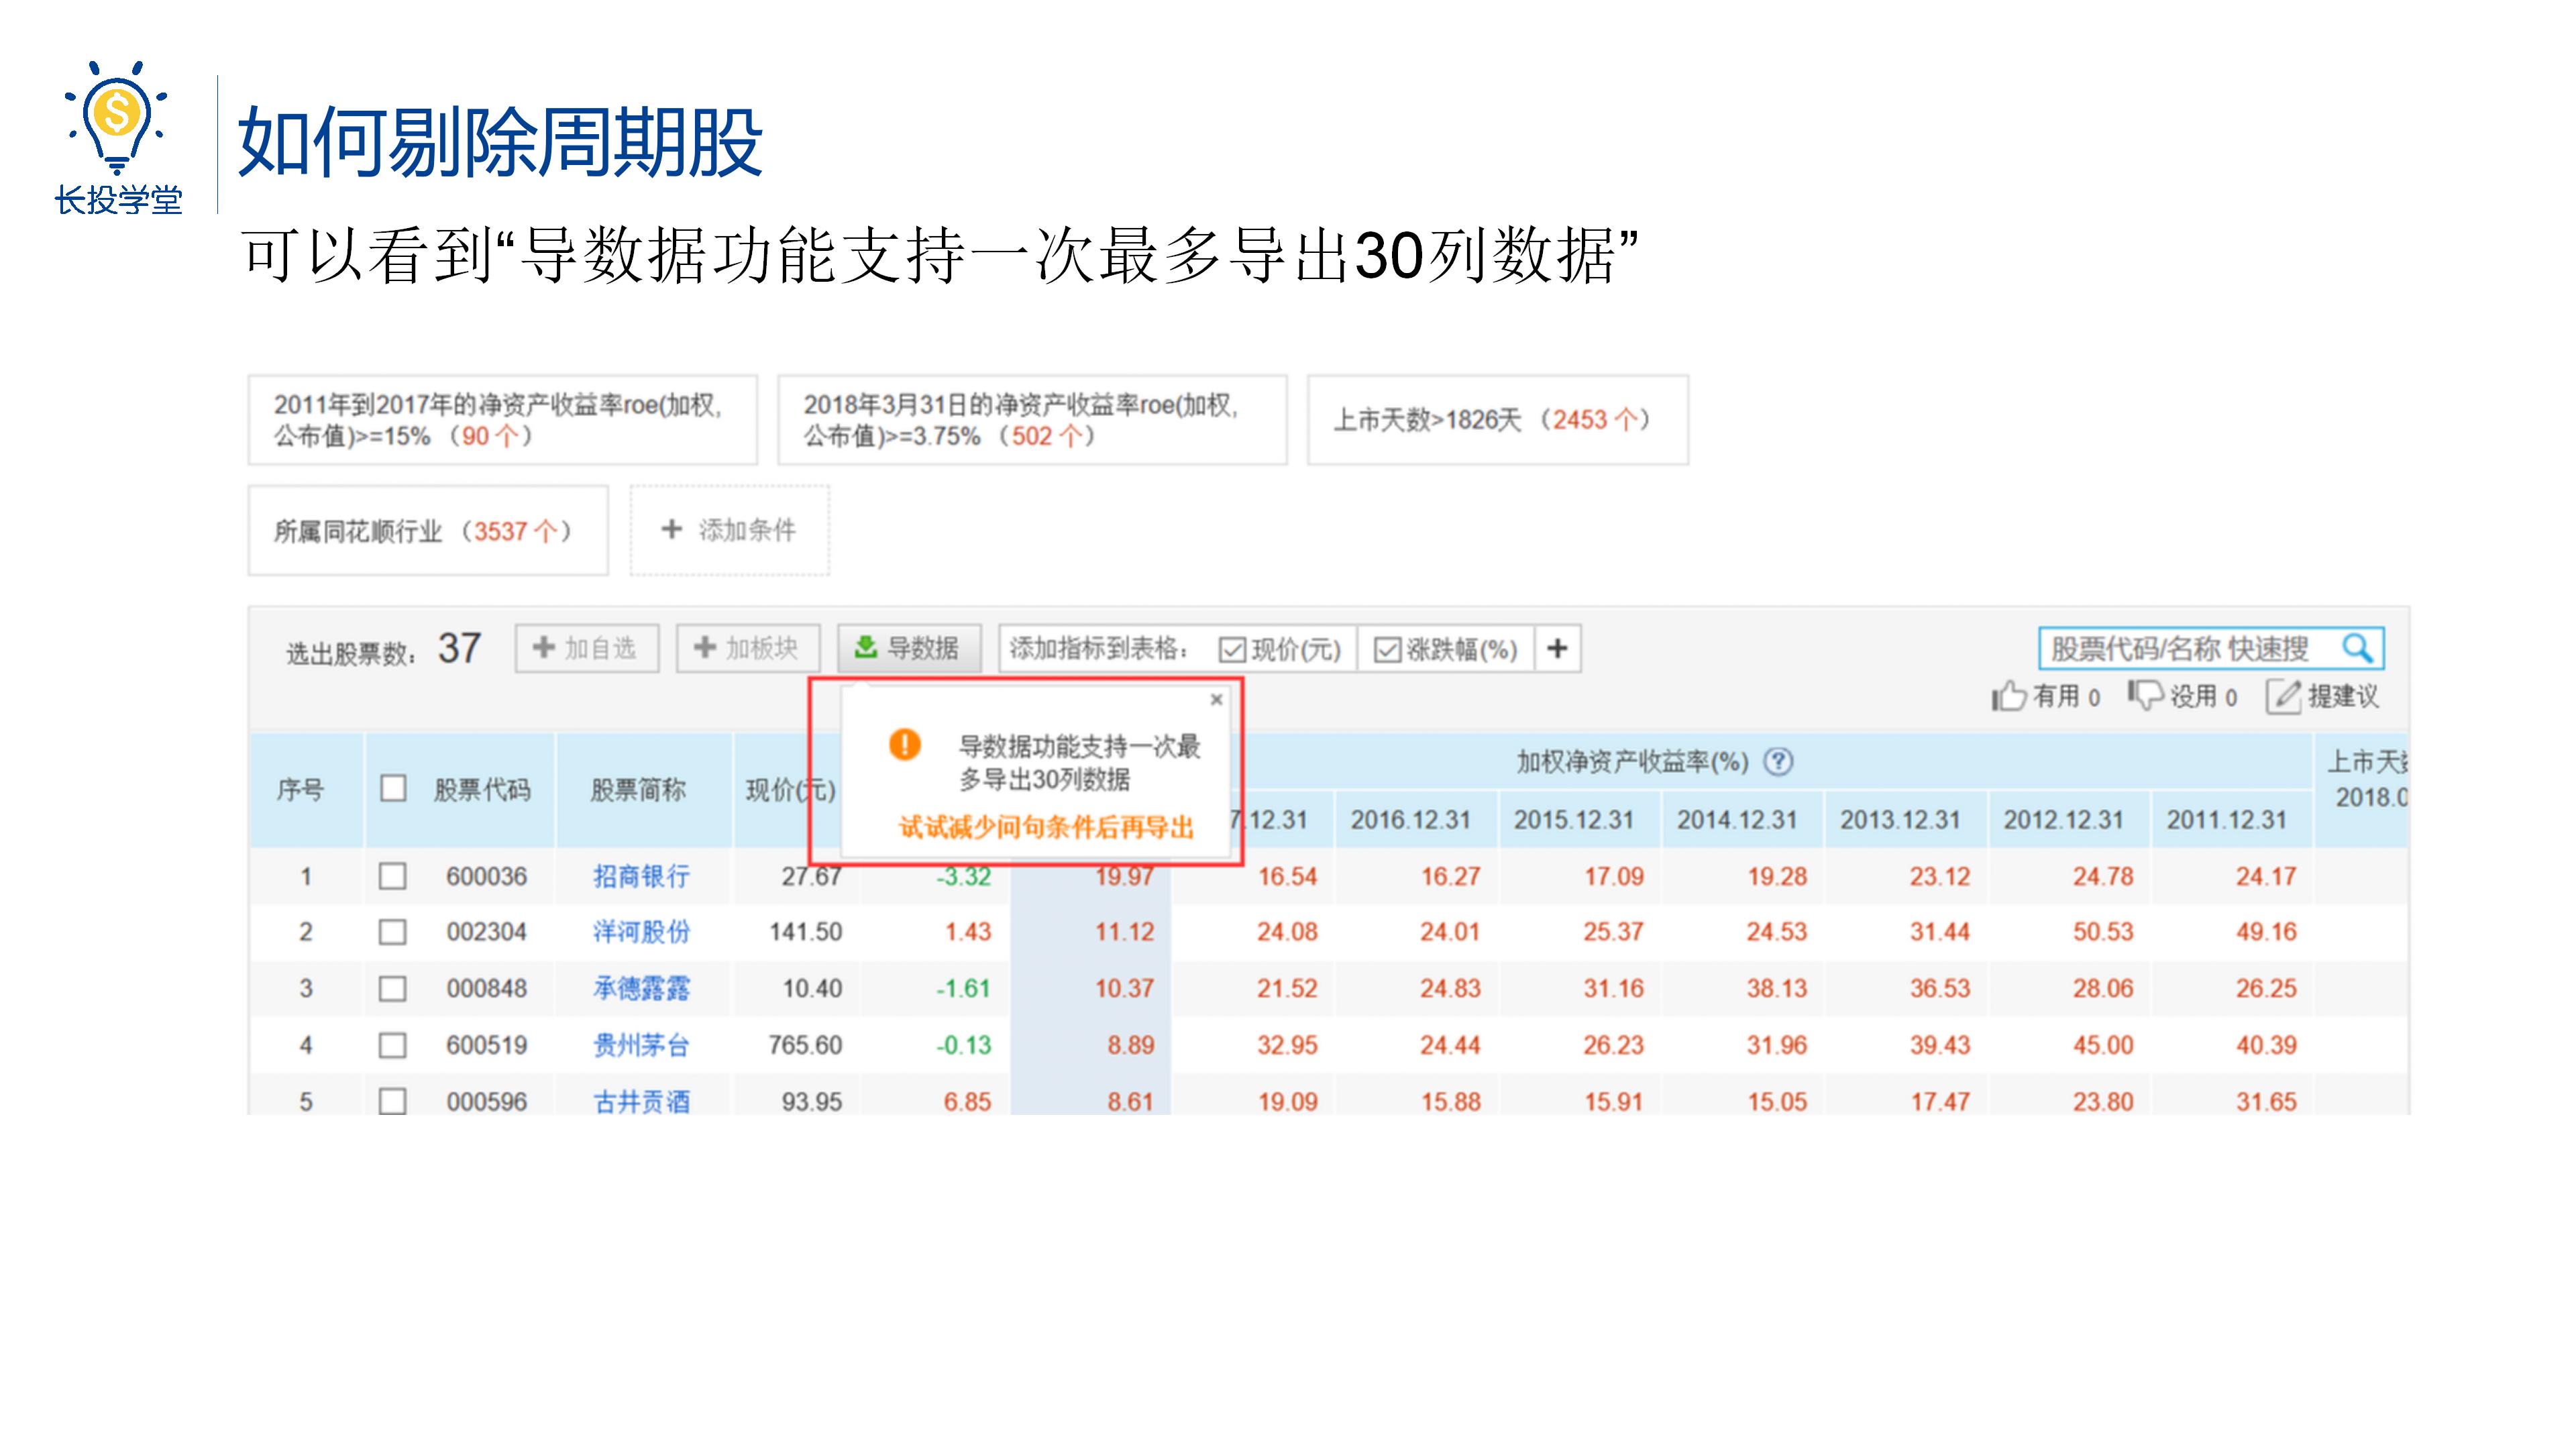 长投学堂
如何剔除周期股
可以看到“导数据功能支持一次最多导出30列数据”
2011年到2017年的净资产收益率roe(加权,
公布值)>=15%（90 个）
2018年3月31日的净资产收益率roe(加权,
公布值)>=3.75%（502 个）
上市天数>1826天（2453 个）
所属同花顺行业（3537 个）
+ 添加条件
选出股票数： 37 + 加自选 + 加板块 导数据 添加指标到表格： 现价(元) 涨跌幅(%) + 股票代码/名称 快速搜
有用 0 没用 0 提建议
×
导数据功能支持一次最
多导出30列数据
试试减少问句条件后再导出
加权净资产收益率(%) ?
序号 股票代码 股票简称 现价(元) 7.12.31 2016.12.31 2015.12.31 2014.12.31 2013.12.31 2012.12.31 2011.12.31 上市天
2018.0
1 600036 招商银行 27.67 -3.32 19.97 16.54 16.27 17.09 19.28 23.12 24.78 24.17
2 002304 洋河股份 141.50 1.43 11.12 24.08 24.01 25.37 24.53 31.44 50.53 49.16
3 000848 承德露露 10.40 -1.61 10.37 21.52 24.83 31.16 38.13 36.53 28.06 26.25
4 600519 贵州茅台 765.60 -0.13 8.89 32.95 24.44 26.23 31.96 39.43 45.00 40.39
5 000596 古井贡酒 93.95 6.85 8.61 19.09 15.88 15.91 15.05 17.47 23.80 31.65